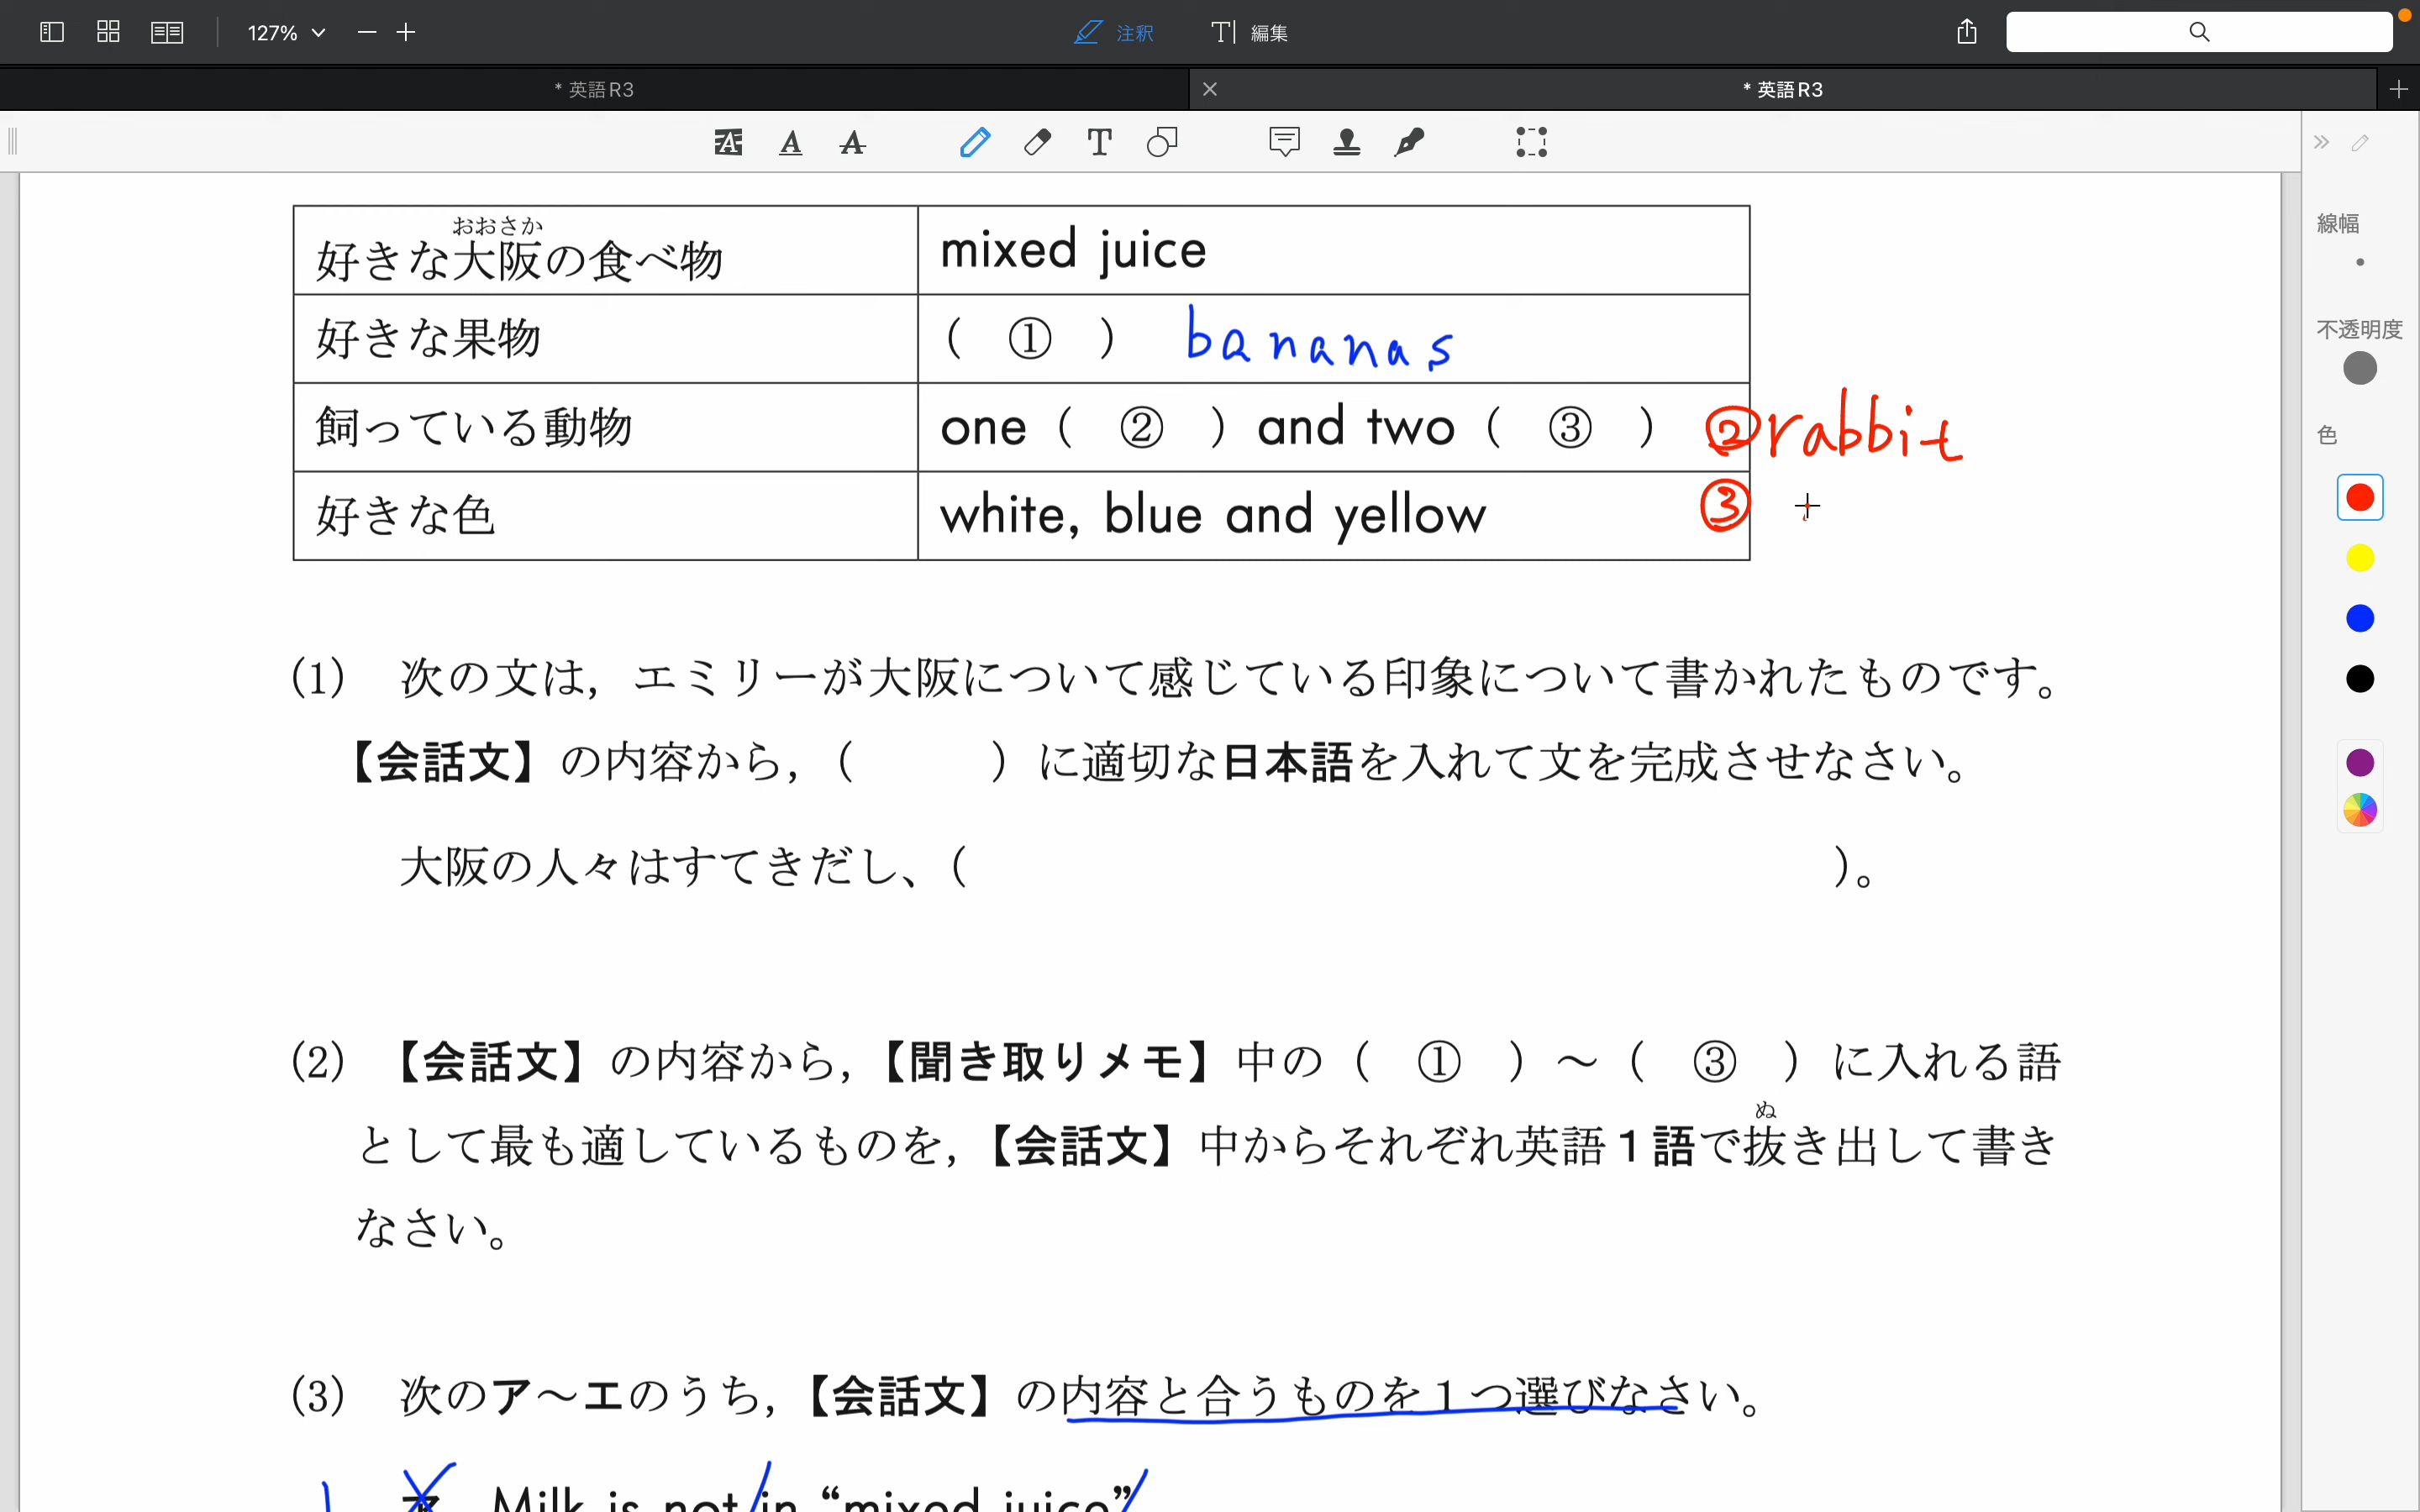 127%
注釈
編集
* 英語R3
* 英語R3
線幅
不透明度
色
おおさか
好きな大阪の食べ物 mixed juice
好きな果物 ( ① ) bananas
飼っている動物 one ( ② ) and two ( ③ ) ②rabbit
好きな色 white, blue and yellow ③
(1) 次の文は，エミリーが大阪について感じている印象について書かれたものです。
【会話文】の内容から，( )に適切な日本語を入れて文を完成させなさい。
大阪の人々はすてきだし、( )。
(2) 【会話文】の内容から，【聞き取りメモ】中の( ① )～( ③ )に入れる語
ぬ
として最も適しているものを，【会話文】中からそれぞれ英語１語で抜き出して書き
なさい。
(3) 次のア～エのうち，【会話文】の内容と合うものを１つ選びなさい。
ア Milk is not in “mixed juice”